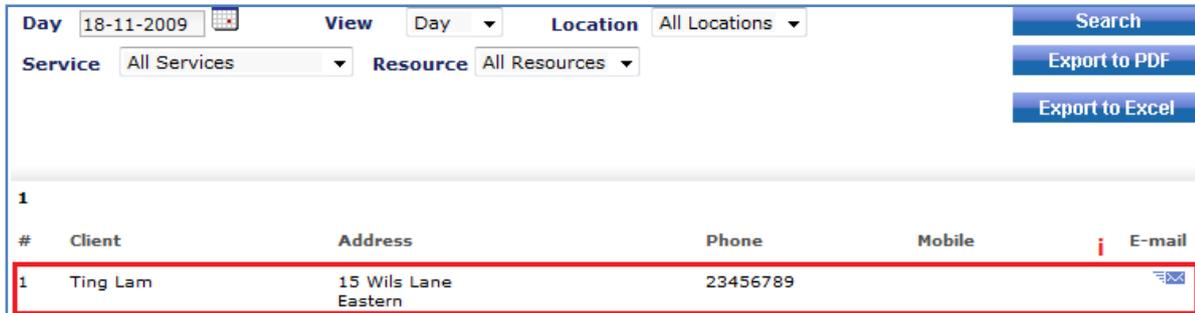 Day 18-11-2009 View Day Location All Locations Search
Service All Services Resource All Resources Export to PDF
Export to Excel
1
# Client Address Phone Mobile i E-mail
1 Ting Lam 15 Wils Lane 23456789
Eastern